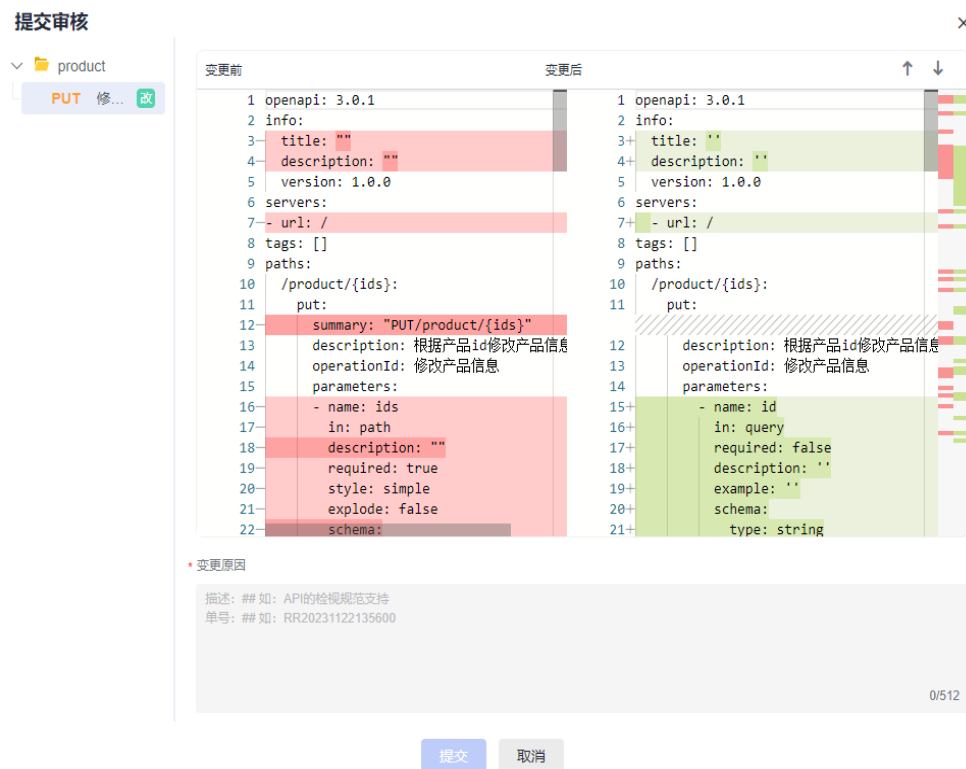 提交审核
product
PUT 修... 改
变更前
变更后
1 openapi: 3.0.1
2 info:
3- title: ""
4- description: ""
5 version: 1.0.0
6 servers:
7- - url: /
8 tags: []
9 paths:
10 /product/{ids}:
11 put:
12- summary: "PUT/product/{ids}"
13 description: 根据产品id修改产品信息
14 operationId: 修改产品信息
15 parameters:
16- - name: ids
17- in: path
18- description: ""
19- required: true
20- style: simple
21- explode: false
22- schema:
1 openapi: 3.0.1
2 info:
3+ title: ''
4+ description: ''
5 version: 1.0.0
6 servers:
7+ - url: /
8 tags: []
9 paths:
10 /product/{ids}:
11 put:
12 description: 根据产品id修改产品信息
13 operationId: 修改产品信息
14 parameters:
15+ - name: id
16+ in: query
17+ required: false
18+ description: ''
19+ example: ''
20+ schema:
21+ type: string
* 变更原因
描述：## 如：API的检视规范支持
单号：## 如：RR20231122135600
0/512
提交
取消